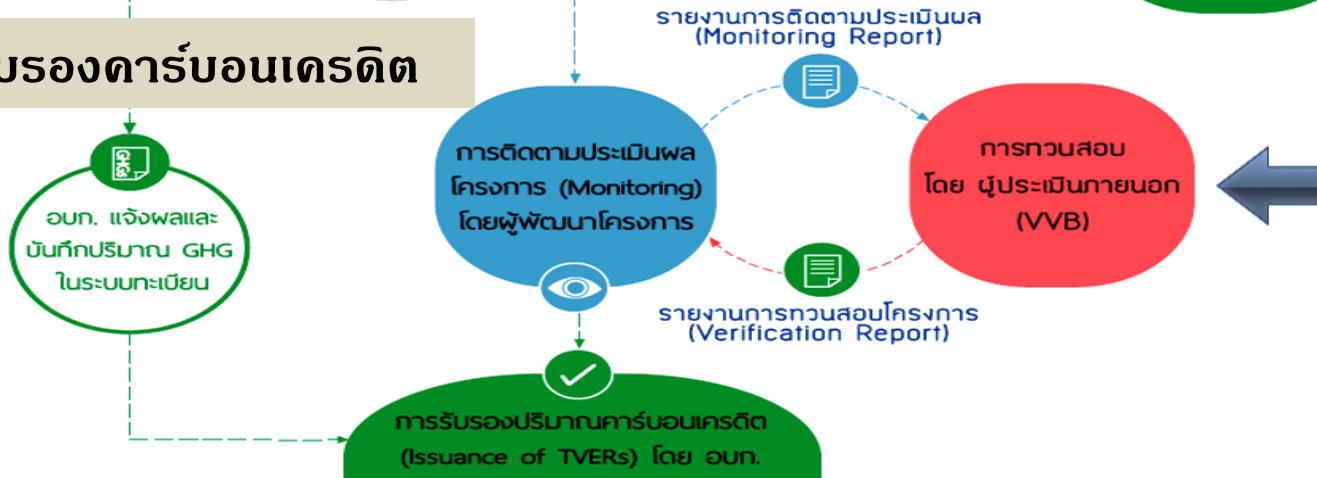 รายงานการติดตามประเมินผล
(Monitoring Report)
บรองคาร์บอนเครดิต
GHGs
การติดตามประเมินผล
โครงการ (Monitoring)
โดยผู้พัฒนาโครงการ
การทวนสอบ
โดย ผู้ประเมินภายนอก
(VVB)
อบก. แจ้งผลและ
บันทึกปริมาณ GHG
ในระบบทะเบียน
รายงานการทวนสอบโครงการ
(Verification Report)
การรับรองปริมาณคาร์บอนเครดิต
(Issuance of TVERs) โดย อบก.